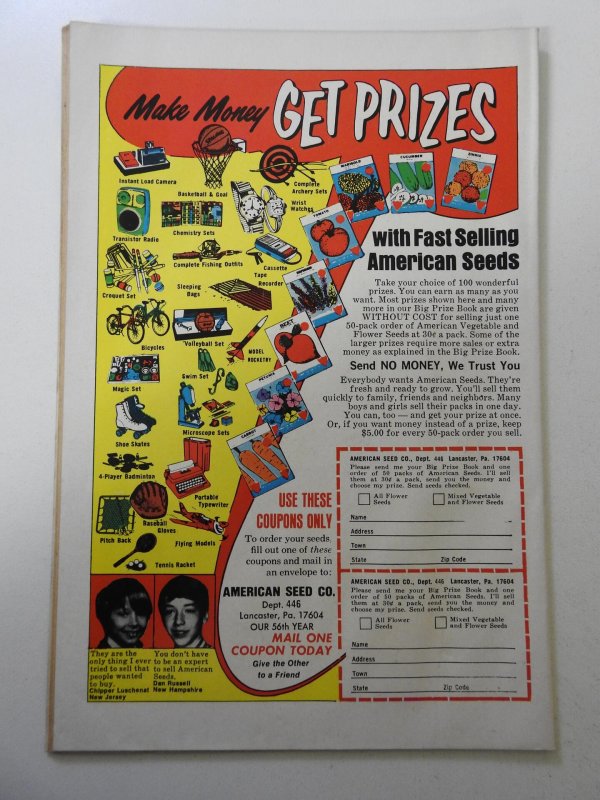 Make Money GET PRIZES
Instant Load Camera
Basketball & Goal
SPALDING
Complete
Archery Sets
Transistor Radio
Chemistry Sets
Wrist
Watches
Complete Fishing Outfits
Cassette
Tape
Recorder
Croquet Set
Sleeping
Bags
Bicycles
Volleyball Set
MODEL
ROCKETRY
Magic Set
Swim Set
Shoe Skates
Microscope Sets
4-Player Badminton
Portable
Typewriter
Baseball
Gloves
Pitch Back
Flying Models
Tennis Racket
MARIGOLD
CUCUMBER
ZINNIA
TOMATO
BEET
PETUNIA
CARROT
with Fast Selling
American Seeds
Take your choice of 100 wonderful
prizes. You can earn as many as you
want. Most prizes shown here and many
more in our Big Prize Book are given
WITHOUT COST for selling just one
50-pack order of American Vegetable and
Flower Seeds at 30¢ a pack. Some of the
larger prizes require more sales or extra
money as explained in the Big Prize Book.
Send NO MONEY, We Trust You
Everybody wants American Seeds. They're
fresh and ready to grow. You'll sell them
quickly to family, friends and neighbors. Many
boys and girls sell their packs in one day.
You can, too — and get your prize at once.
Or, if you want money instead of a prize, keep
$5.00 for every 50-pack order you sell.
USE THESE
COUPONS ONLY
To order your seeds,
fill out one of these
coupons and mail in
an envelope to:
AMERICAN SEED CO.
Dept. 446
Lancaster, Pa. 17604
OUR 56th YEAR
MAIL ONE
COUPON TODAY
Give the Other
to a Friend
They are the
only thing I ever
tried to sell that
people wanted
to buy.
Chipper Luschenat
New Jersey
You don't have
to be an expert
to sell American
Seeds.
Dan Russell
New Hampshire
AMERICAN SEED CO., Dept. 446 Lancaster, Pa. 17604
Please send me your Big Prize Book and one
order of 50 packs of American Seeds. I'll sell
them at 30¢ a pack, send you the money and
choose my prize. Send seeds checked.
All Flower
Seeds
Mixed Vegetable
and Flower Seeds
Name
Address
Town
State Zip Code
AMERICAN SEED CO., Dept. 446 Lancaster, Pa. 17604
Please send me your Big Prize Book and one
order of 50 packs of American Seeds. I'll sell
them at 30¢ a pack, send you the money and
choose my prize. Send seeds checked.
All Flower
Seeds
Mixed Vegetable
and Flower Seeds
Name
Address
Town
State Zip Code